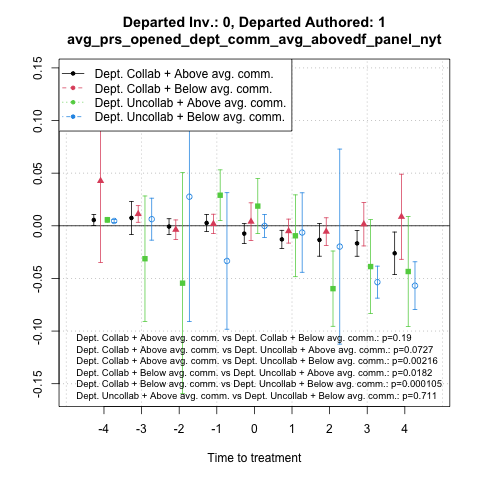 Departed Inv.: 0, Departed Authored: 1
avg_prs_opened_dept_comm_avg_abovedf_panel_nyt
0.15
0.10
0.05
0.00
-0.05
-0.10
-0.15
Dept. Collab + Above avg. comm.
Dept. Collab + Below avg. comm.
Dept. Uncollab + Above avg. comm.
Dept. Uncollab + Below avg. comm.
Dept. Collab + Above avg. comm. vs Dept. Collab + Below avg. comm.: p=0.19
Dept. Collab + Above avg. comm. vs Dept. Uncollab + Above avg. comm.: p=0.0727
Dept. Collab + Above avg. comm. vs Dept. Uncollab + Below avg. comm.: p=0.00216
Dept. Collab + Below avg. comm. vs Dept. Uncollab + Above avg. comm.: p=0.0182
Dept. Collab + Below avg. comm. vs Dept. Uncollab + Below avg. comm.: p=0.000105
Dept. Uncollab + Above avg. comm. vs Dept. Uncollab + Below avg. comm.: p=0.711
-4 -3 -2 -1 0 1 2 3 4
Time to treatment